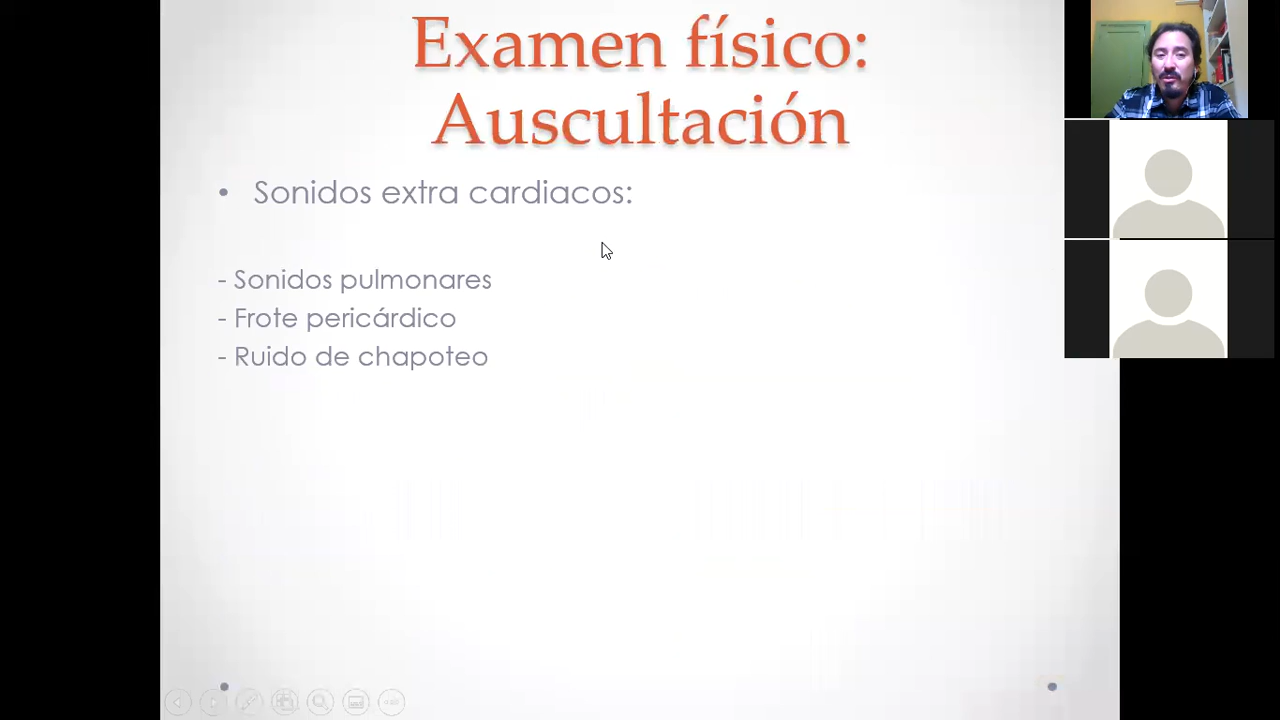 Examen físico:
Auscultación
• Sonidos extra cardiacos:
- Sonidos pulmonares
- Frote pericárdico
- Ruido de chapoteo